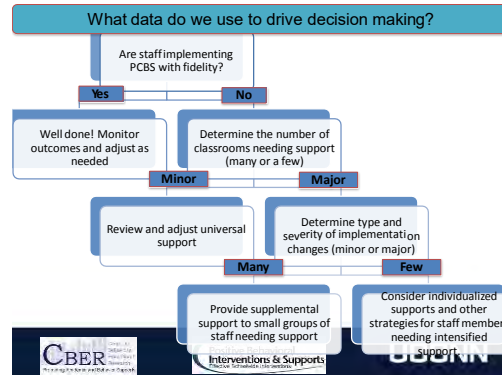 What data do we use to drive decision making?
Are staff implementing
PCBS with fidelity?
Yes
No
Well done! Monitor
outcomes and adjust as
needed
Determine the number of
classrooms needing support
(many or a few)
Minor
Major
Review and adjust universal
support
Determine type and
severity of implementation
changes (minor or major)
Many
Few
Provide supplemental
support to small groups of
staff needing support
Consider individualized
supports and other
strategies for staff member
needing intensified
support
CBER
Interventions & Supports
UCONN